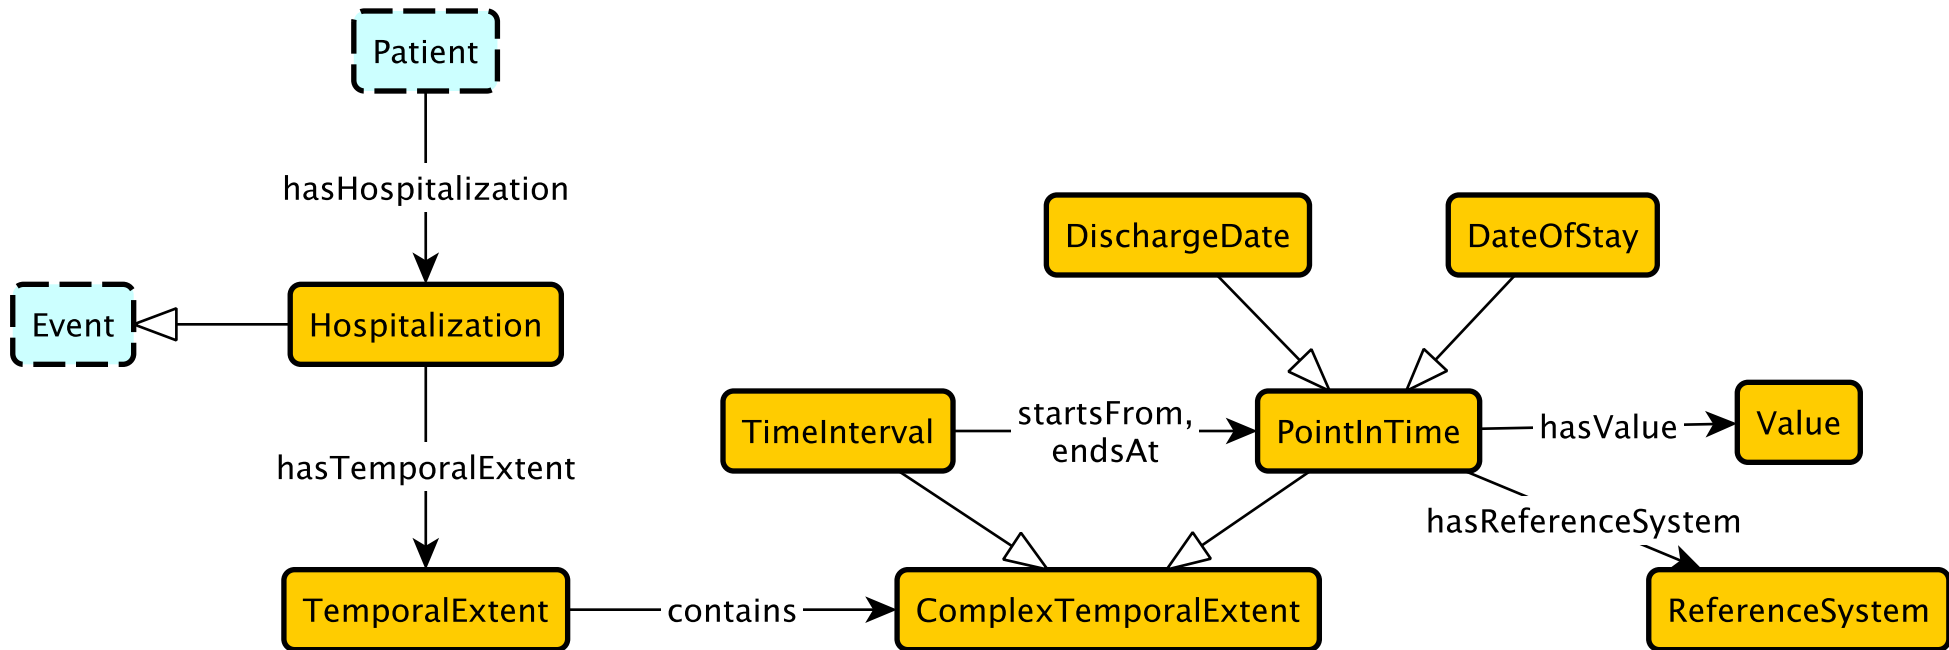 Patient
hasHospitalization
DischargeDate
DateOfStay
Event
Hospitalization
TimeInterval
startsFrom,
endsAt
PointInTime
hasValue
Value
hasTemporalExtent
hasReferenceSystem
TemporalExtent
contains
ComplexTemporalExtent
ReferenceSystem